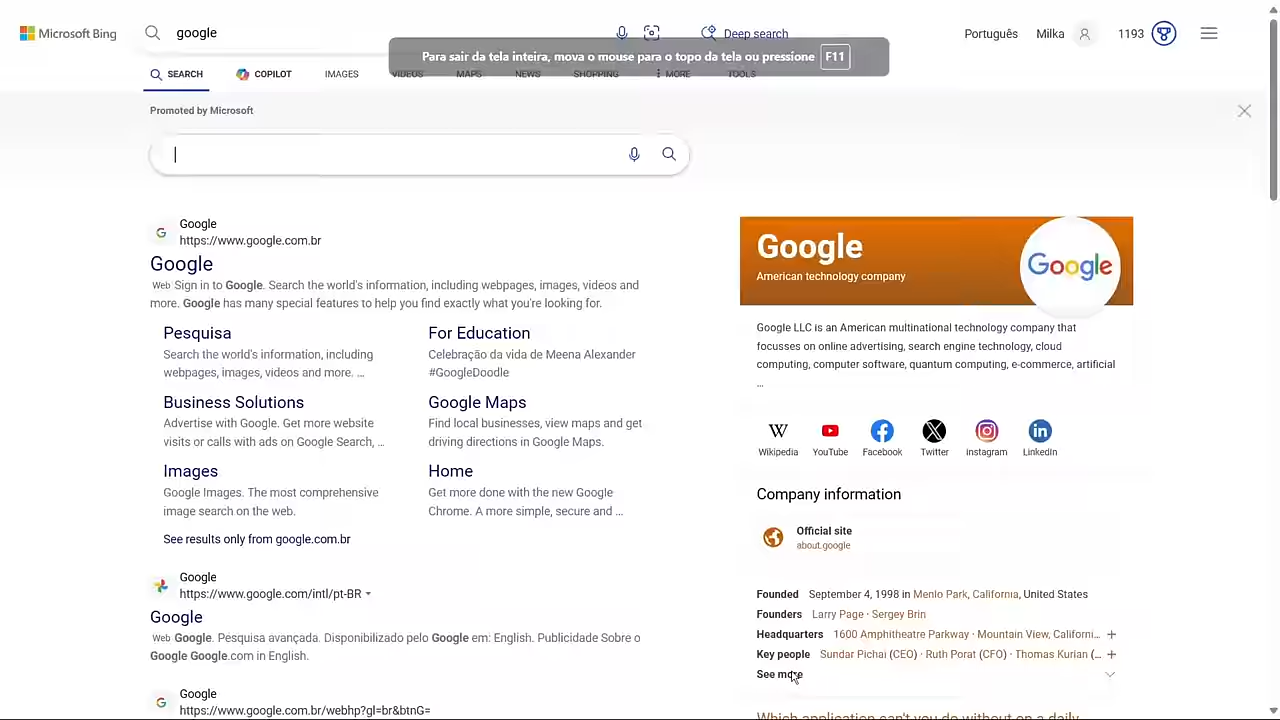 Microsoft Bing
google
Deep search
Português
Milka
1193
Para sair da tela inteira, mova o mouse para o topo da tela ou pressione F11
SEARCH
COPILOT
IMAGES
VIDEOS
MAPS
NEWS
SHOPPING
MORE
TOOLS
Promoted by Microsoft
Google
https://www.google.com.br
Google
Web Sign in to Google. Search the world's information, including webpages, images, videos and
more. Google has many special features to help you find exactly what you're looking for.
Pesquisa
Search the world's information, including
webpages, images, videos and more. ...
For Education
Celebração da vida de Meena Alexander
#GoogleDoodle
Business Solutions
Advertise with Google. Get more website
visits or calls with ads on Google Search, ...
Google Maps
Find local businesses, view maps and get
driving directions in Google Maps.
Images
Google Images. The most comprehensive
image search on the web.
Home
Get more done with the new Google
Chrome. A more simple, secure and ...
See results only from google.com.br
Google
https://www.google.com/intl/pt-BR
Google
Web Google. Pesquisa avançada. Disponibilizado pelo Google em: English. Publicidade Sobre o
Google Google.com in English.
Google
https://www.google.com.br/webhp?gl=br&btnG=
Google
American technology company
Google
Google LLC is an American multinational technology company that
focusses on online advertising, search engine technology, cloud
computing, computer software, quantum computing, e-commerce, artificial
...
W
Wikipedia
YouTube
Facebook
Twitter
Instagram
LinkedIn
Company information
Official site
about.google
Founded September 4, 1998 in Menlo Park, California, United States
Founders Larry Page · Sergey Brin
Headquarters 1600 Amphitheatre Parkway · Mountain View, Californi...
Key people Sundar Pichai (CEO) · Ruth Porat (CFO) · Thomas Kurian (...
See more
Which application can't you do without on a daily